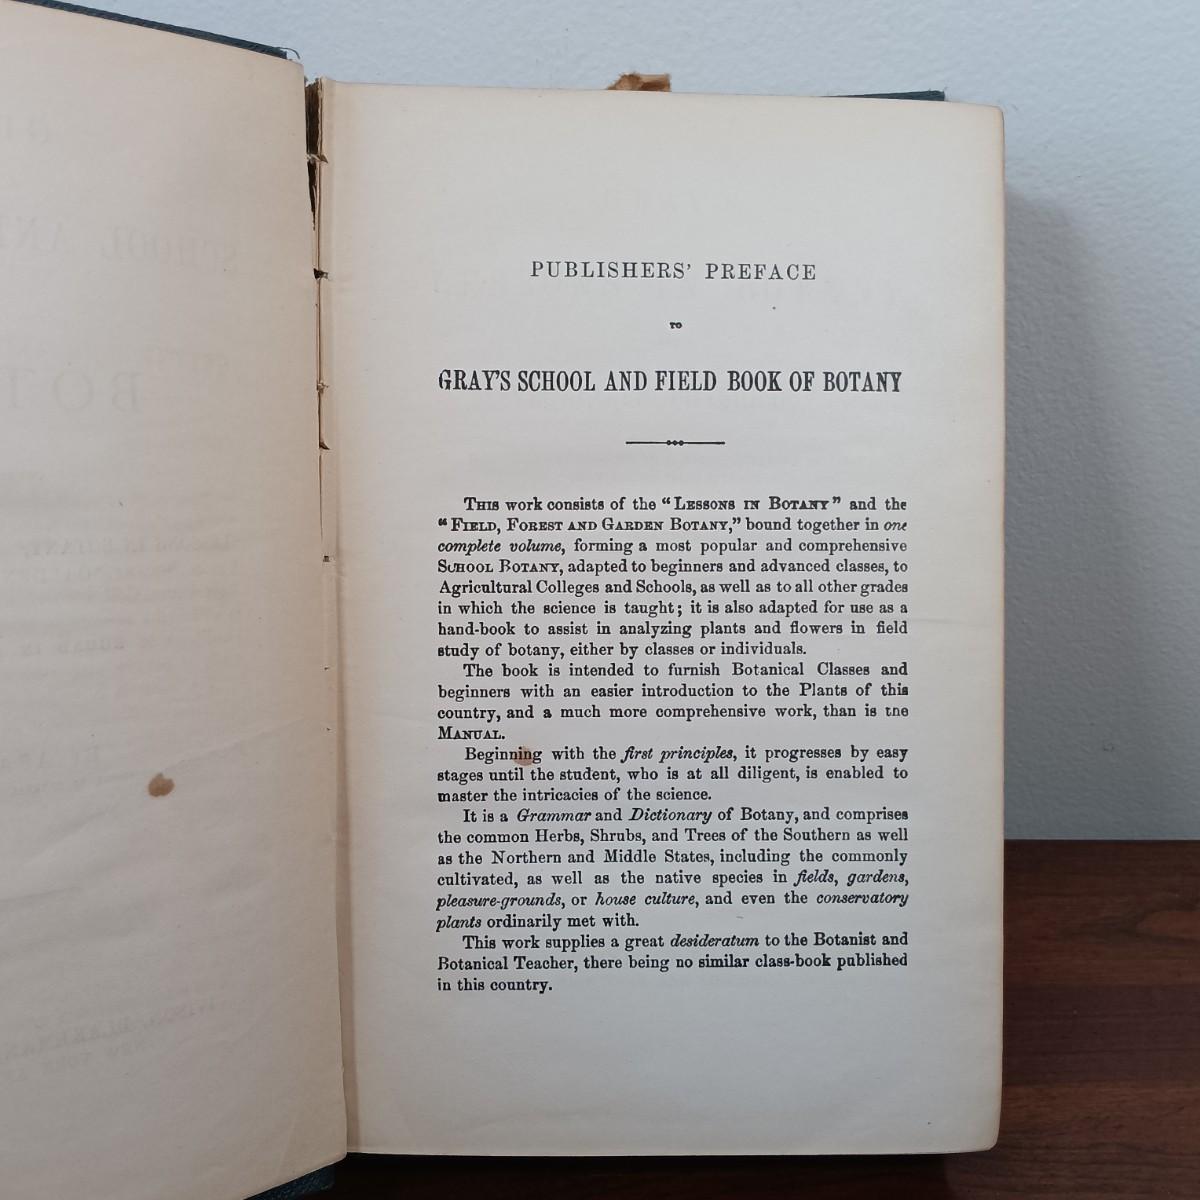 PUBLISHERS' PREFACE
TO
GRAY'S SCHOOL AND FIELD BOOK OF BOTANY
THIS work consists of the “LESSONS IN BOTANY” and the
“FIELD, FOREST AND GARDEN BOTANY,” bound together in one
complete volume, forming a most popular and comprehensive
SCHOOL BOTANY, adapted to beginners and advanced classes, to
Agricultural Colleges and Schools, as well as to all other grades
in which the science is taught; it is also adapted for use as a
hand-book to assist in analyzing plants and flowers in field
study of botany, either by classes or individuals.
The book is intended to furnish Botanical Classes and
beginners with an easier introduction to the Plants of this
country, and a much more comprehensive work, than is the
MANUAL.
Beginning with the first principles, it progresses by easy
stages until the student, who is at all diligent, is enabled to
master the intricacies of the science.
It is a Grammar and Dictionary of Botany, and comprises
the common Herbs, Shrubs, and Trees of the Southern as well
as the Northern and Middle States, including the commonly
cultivated, as well as the native species in fields, gardens,
pleasure-grounds, or house culture, and even the conservatory
plants ordinarily met with.
This work supplies a great desideratum to the Botanist and
Botanical Teacher, there being no similar class-book published
in this country.